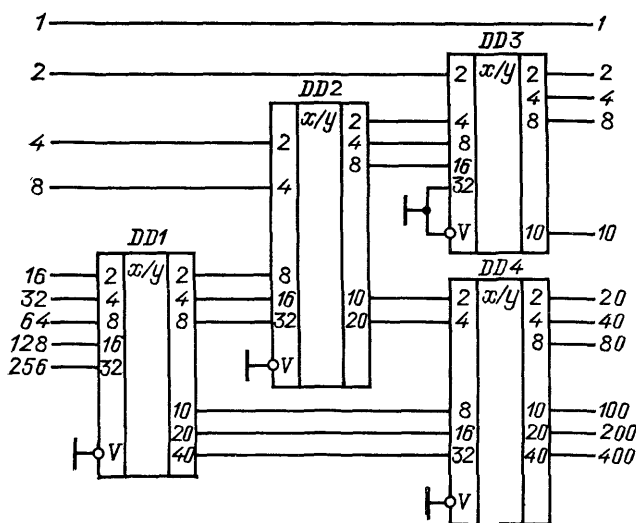 1 1
DD3
2 2 x/y 2 2
4 4
DD2
x/y 2 4 8 8
4 2 4 8
8 16
8 4 32
V 10 10
DD1
DD4
16 2 x/y 2 8 10 2 x/y 2 20
32 4 4 16 20 4 4 40
64 8 8 32 8 80
128 16
256 32 V
10 8 10 100
20 16 20 200
V 40 32 40 400
V